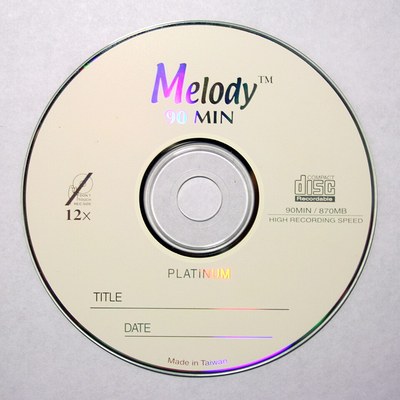 Melody™
90 MIN
12x
COMPACT
disc
Recordable
90MIN / 870MB
HIGH RECORDING SPEED
PLATiNUM
TITLE
DATE
Made in Taiwan